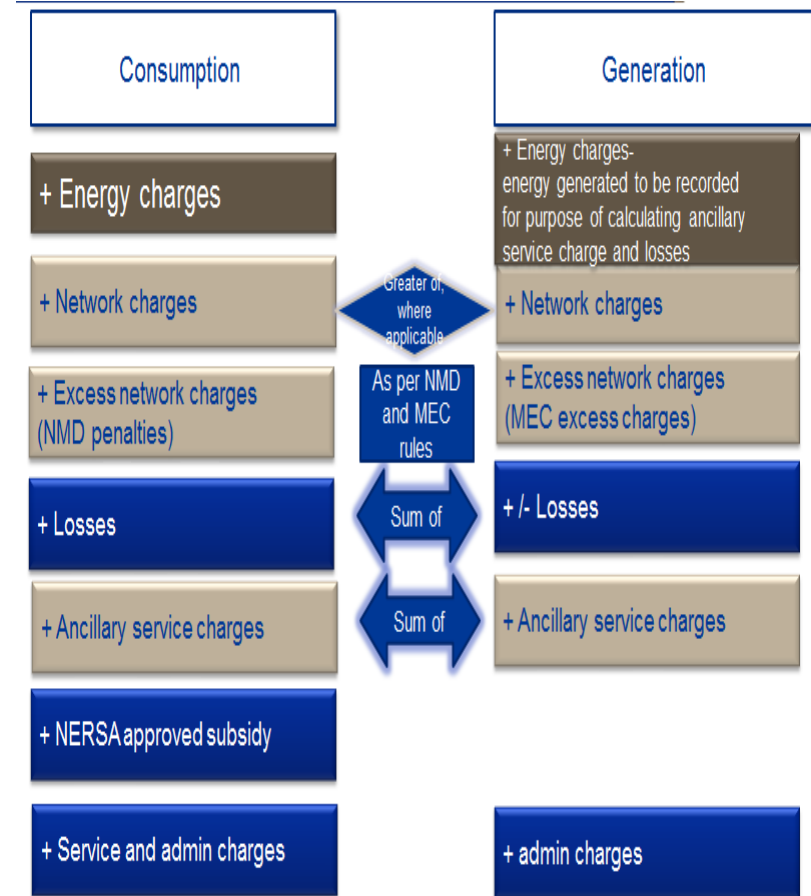 Consumption
Generation
+ Energy charges
+ Energy charges-
energy generated to be recorded
for purpose of calculating ancillary
service charge and losses
+ Network charges
Greater of,
where
applicable
+ Network charges
+ Excess network charges
(NMD penalties)
As per NMD
and MEC
rules
+ Excess network charges
(MEC excess charges)
+ Losses
Sum of
+ /- Losses
+ Ancillary service charges
Sum of
+ Ancillary service charges
+ NERSA approved subsidy
+ Service and admin charges
+ admin charges